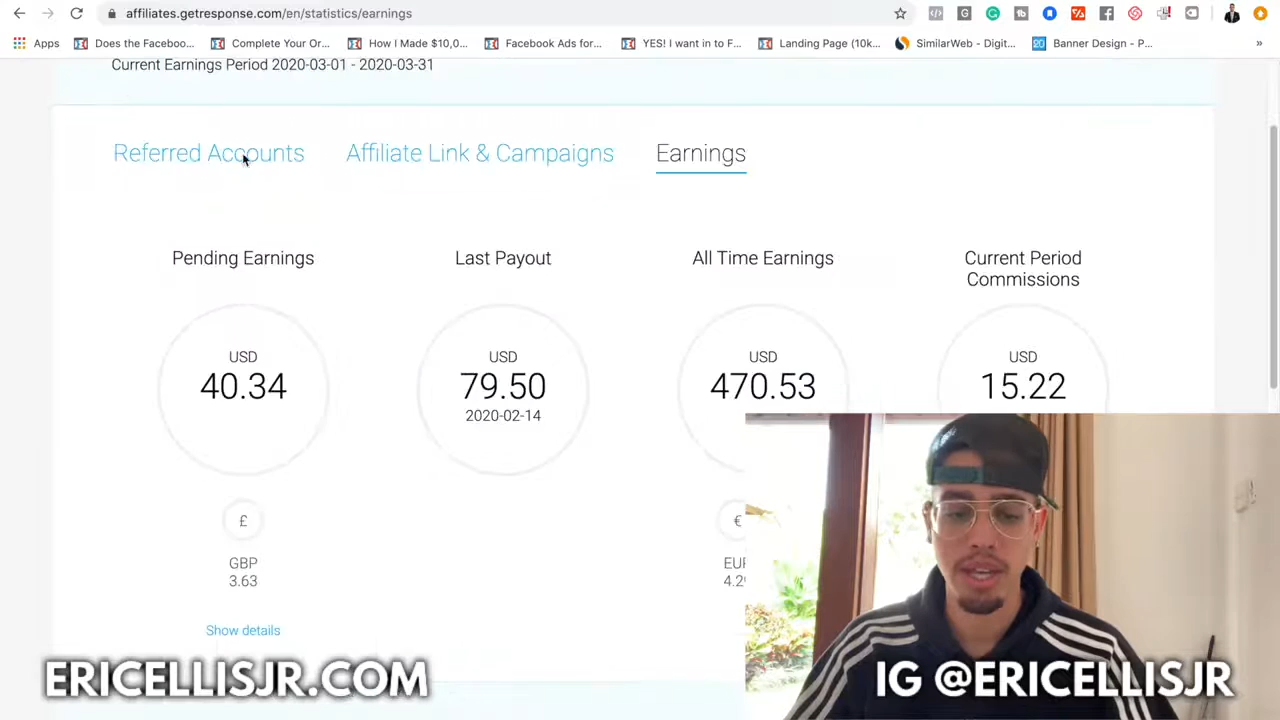 affiliates.getresponse.com/en/statistics/earnings
Apps Does the Faceboo... Complete Your Or... How I Made $10,0... Facebook Ads for... YES! I want in to F... Landing Page (10k... SimilarWeb - Digit... 20 Banner Design - P... »
Current Earnings Period 2020-03-01 - 2020-03-31
Referred Accounts Affiliate Link & Campaigns Earnings
Pending Earnings Last Payout All Time Earnings Current Period
Commissions
USD USD USD USD
40.34 79.50 470.53 15.22
2020-02-14
£ €
GBP EUR
3.63 4.29
Show details
ERICELLISJR.COM IG @ERICELLISJR